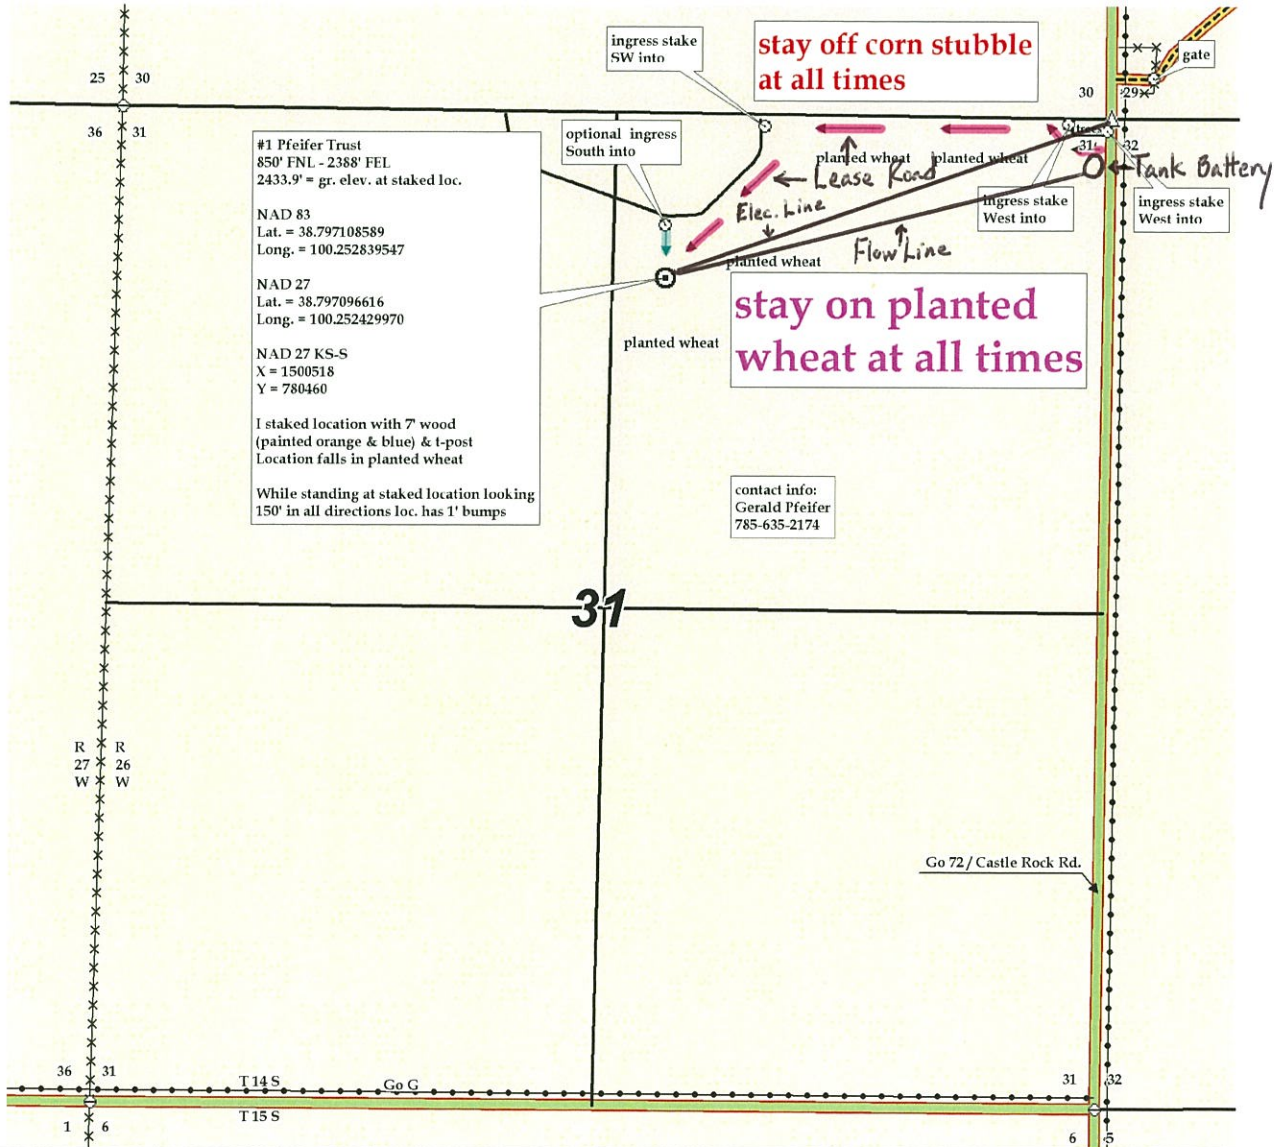 ingress stake
SW into
stay off corn stubble
at all times
gate
25 30
30 29
36 31
optional ingress
South into
trees
31 32
planted wheat planted wheat
Lease Road
Tank Battery
ingress stake
West into
ingress stake
West into
Elec. Line
Flow Line
planted wheat
#1 Pfeifer Trust
850' FNL - 2388' FEL
2433.9' = gr. elev. at staked loc.
NAD 83
Lat. = 38.797108589
Long. = 100.252839547
NAD 27
Lat. = 38.797096616
Long. = 100.252429970
NAD 27 KS-S
X = 1500518
Y = 780460
I staked location with 7' wood
(painted orange & blue) & t-post
Location falls in planted wheat
While standing at staked location looking
150' in all directions loc. has 1' bumps
stay on planted
wheat at all times
planted wheat
contact info:
Gerald Pfeifer
785-635-2174
31
R R
27 26
W W
Go 72 / Castle Rock Rd.
36 31
T 14 S
Go G
31 32
T 15 S
1 6
6 5